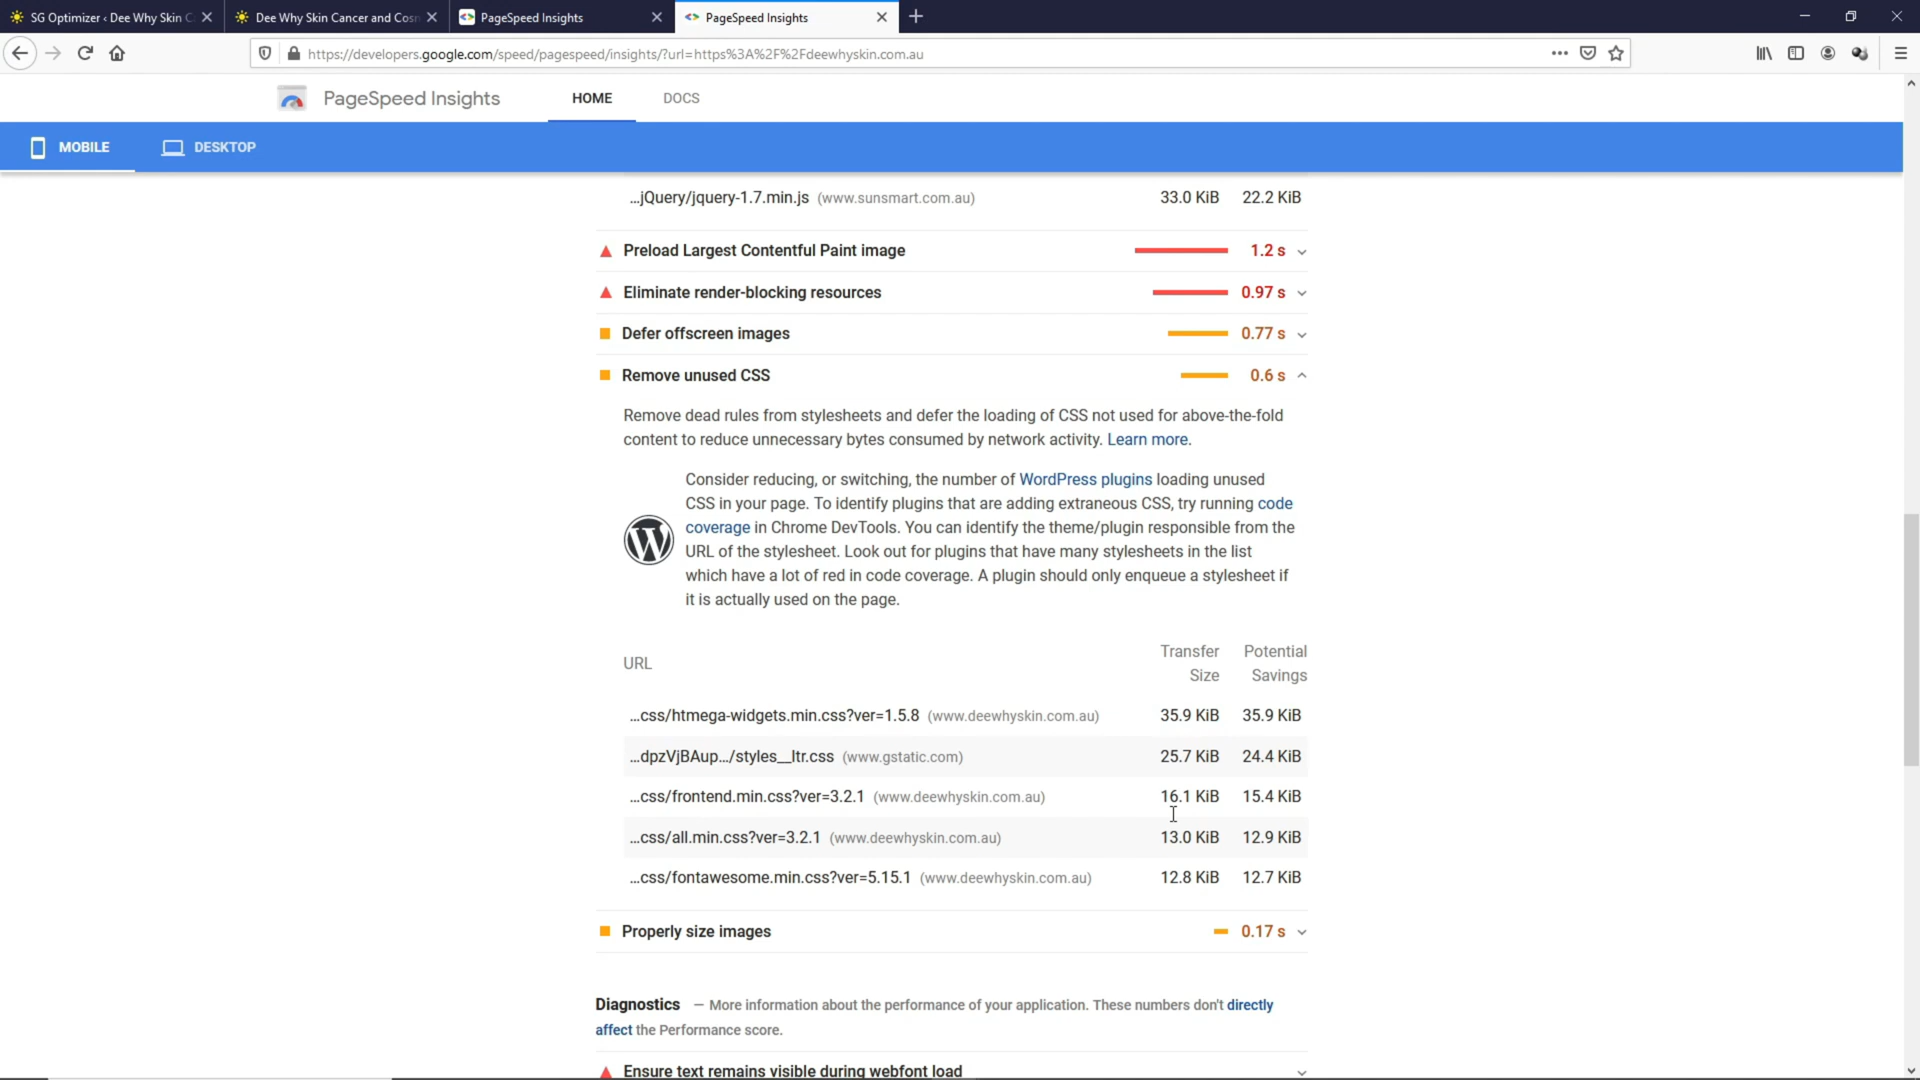 SG Optimizer ‹ Dee Why Skin C
Dee Why Skin Cancer and Cosm
PageSpeed Insights
PageSpeed Insights
https://developers.google.com/speed/pagespeed/insights/?url=https%3A%2F%2Fdeewhyskin.com.au
PageSpeed Insights
HOME
DOCS
MOBILE
DESKTOP
...jQuery/jquery-1.7.min.js (www.sunsmart.com.au) 33.0 KiB 22.2 KiB
Preload Largest Contentful Paint image 1.2 s
Eliminate render-blocking resources 0.97 s
Defer offscreen images 0.77 s
Remove unused CSS 0.6 s
Remove dead rules from stylesheets and defer the loading of CSS not used for above-the-fold
content to reduce unnecessary bytes consumed by network activity. Learn more.
Consider reducing, or switching, the number of WordPress plugins loading unused
CSS in your page. To identify plugins that are adding extraneous CSS, try running code
coverage in Chrome DevTools. You can identify the theme/plugin responsible from the
URL of the stylesheet. Look out for plugins that have many stylesheets in the list
which have a lot of red in code coverage. A plugin should only enqueue a stylesheet if
it is actually used on the page.
URL
Transfer Size
Potential Savings
...css/htmega-widgets.min.css?ver=1.5.8 (www.deewhyskin.com.au) 35.9 KiB 35.9 KiB
...dpzVjBAup.../styles__ltr.css (www.gstatic.com) 25.7 KiB 24.4 KiB
...css/frontend.min.css?ver=3.2.1 (www.deewhyskin.com.au) 16.1 KiB 15.4 KiB
...css/all.min.css?ver=3.2.1 (www.deewhyskin.com.au) 13.0 KiB 12.9 KiB
...css/fontawesome.min.css?ver=5.15.1 (www.deewhyskin.com.au) 12.8 KiB 12.7 KiB
Properly size images 0.17 s
Diagnostics — More information about the performance of your application. These numbers don't directly
affect the Performance score.
Ensure text remains visible during webfont load